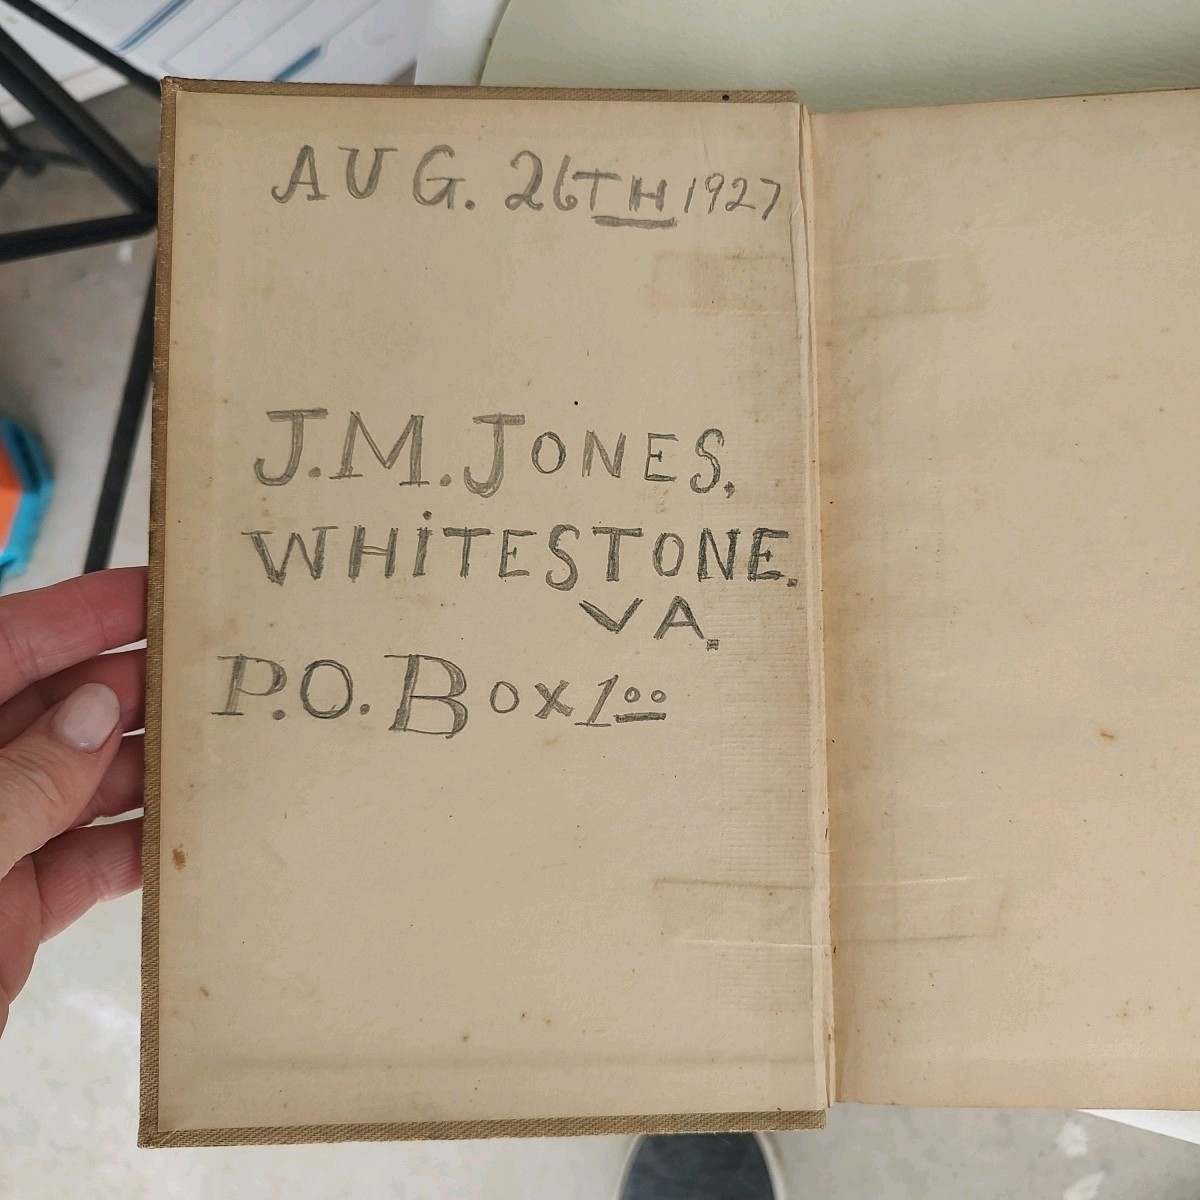 AUG. 26TH 1927
J.M. JONES,
WHiTESTONE.
VA.
P.O. BOX 100